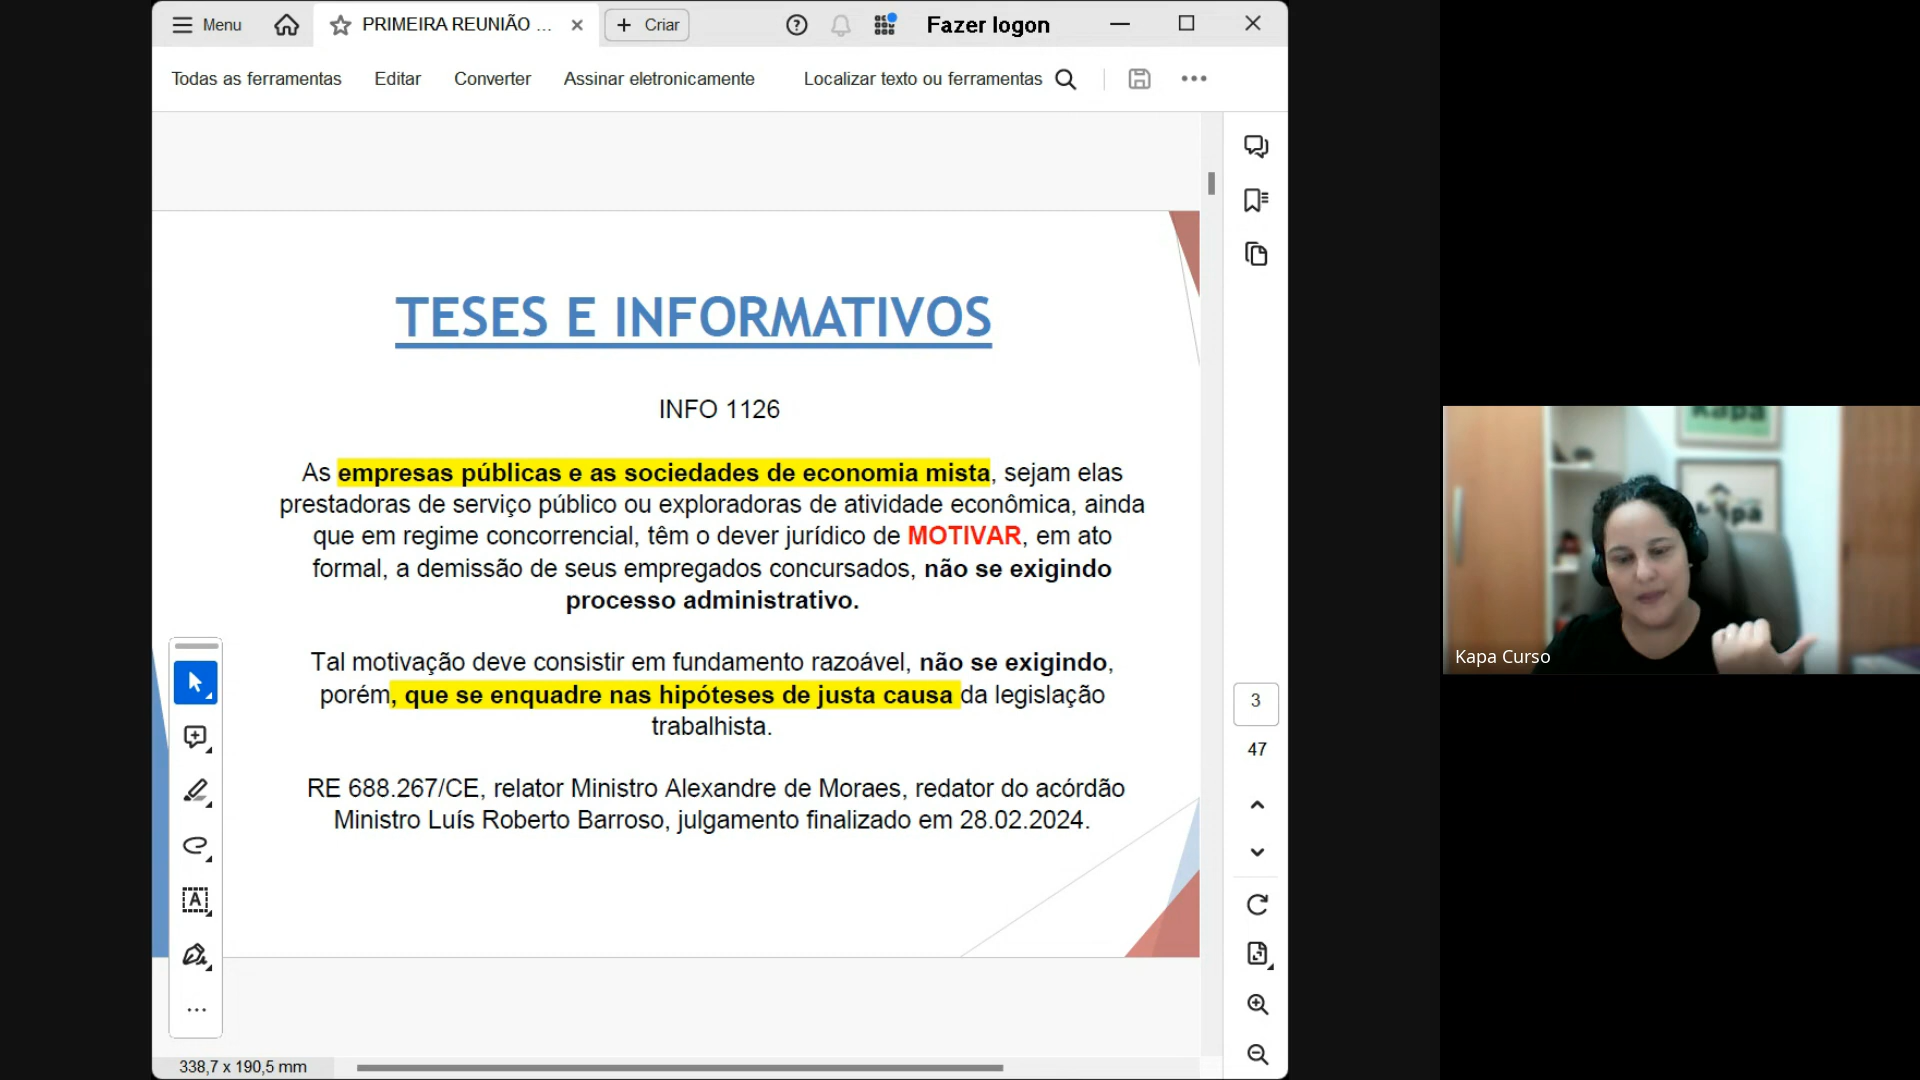 Menu
PRIMEIRA REUNIÃO ...
Criar
Fazer logon
Todas as ferramentas
Editar
Converter
Assinar eletronicamente
Localizar texto ou ferramentas
TESES E INFORMATIVOS
INFO 1126
As empresas públicas e as sociedades de economia mista, sejam elas
prestadoras de serviço público ou exploradoras de atividade econômica, ainda
que em regime concorrencial, têm o dever jurídico de MOTIVAR, em ato
formal, a demissão de seus empregados concursados, não se exigindo
processo administrativo.
Tal motivação deve consistir em fundamento razoável, não se exigindo,
porém, que se enquadre nas hipóteses de justa causa da legislação
trabalhista.
RE 688.267/CE, relator Ministro Alexandre de Moraes, redator do acórdão
Ministro Luís Roberto Barroso, julgamento finalizado em 28.02.2024.
3
47
338,7 x 190,5 mm
Kapa
Kapa Curso